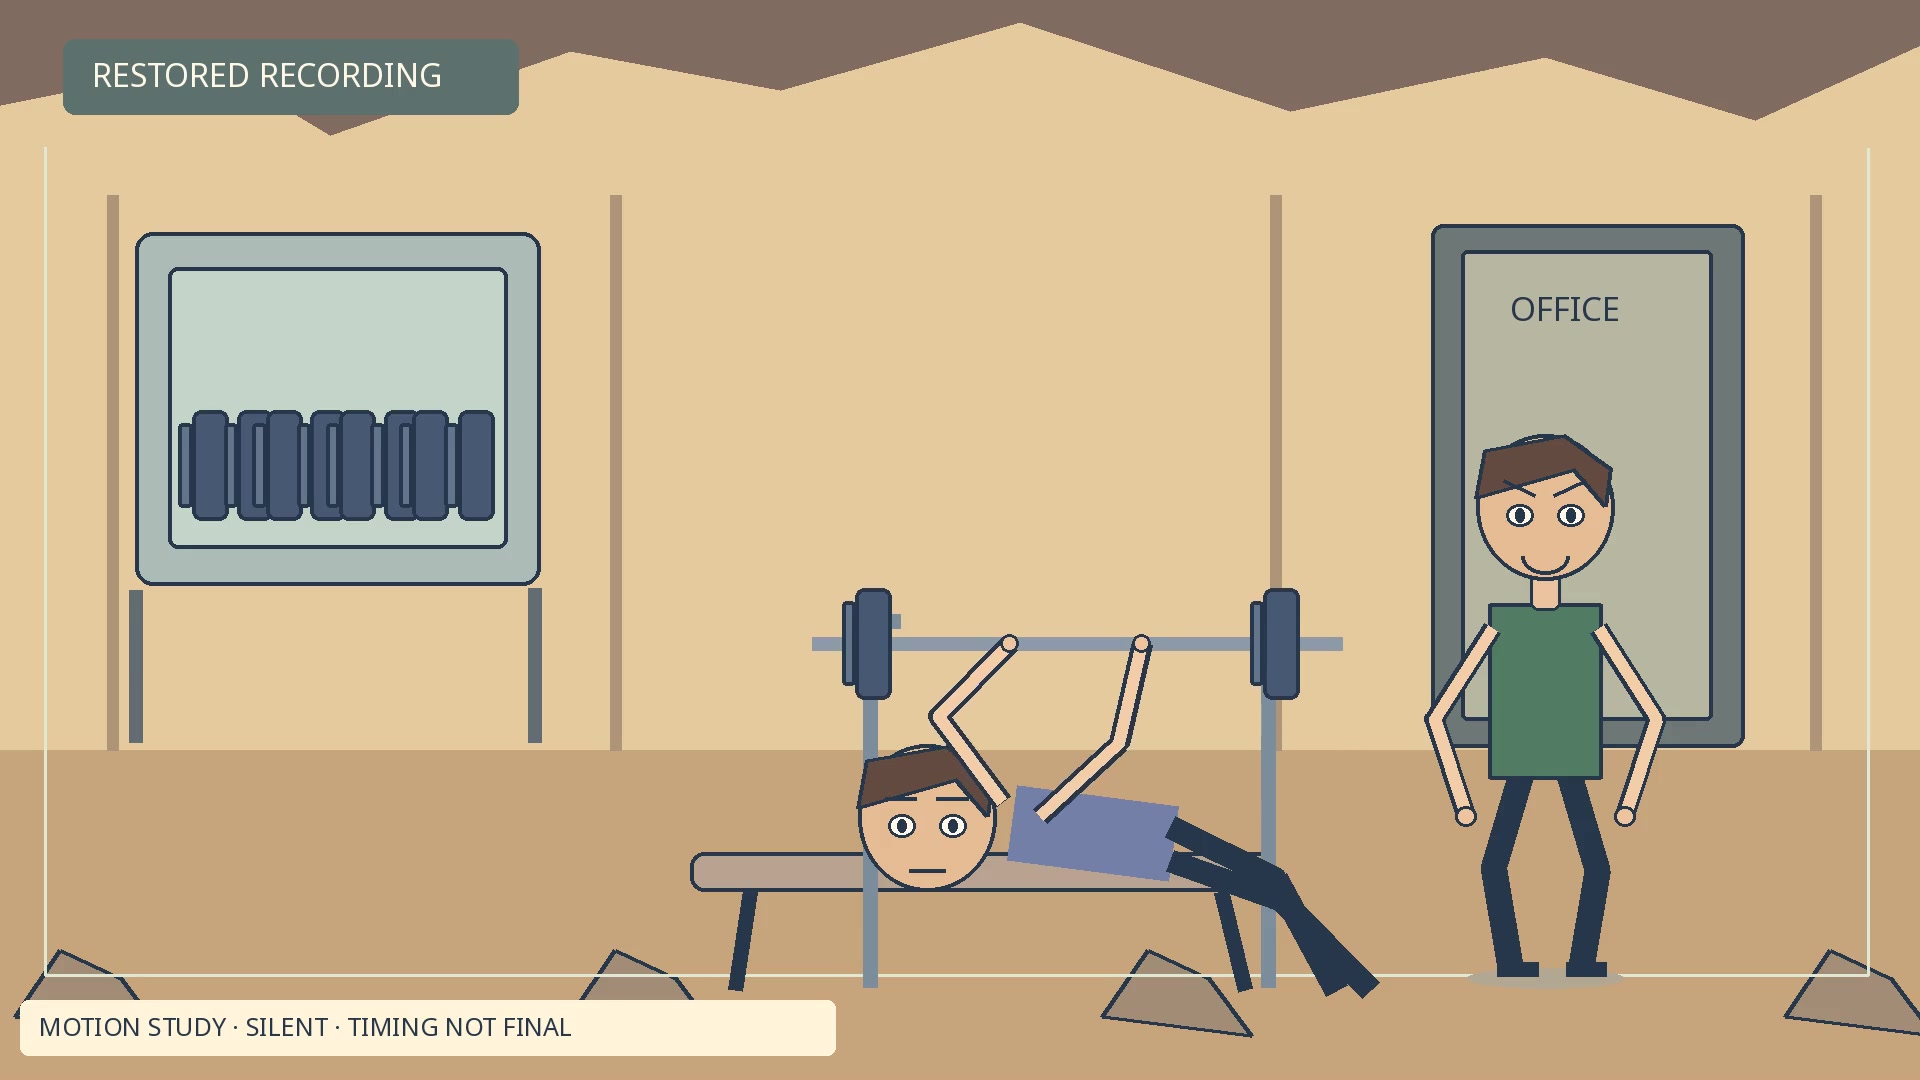 RESTORED RECORDING
OFFICE
MOTION STUDY · SILENT · TIMING NOT FINAL